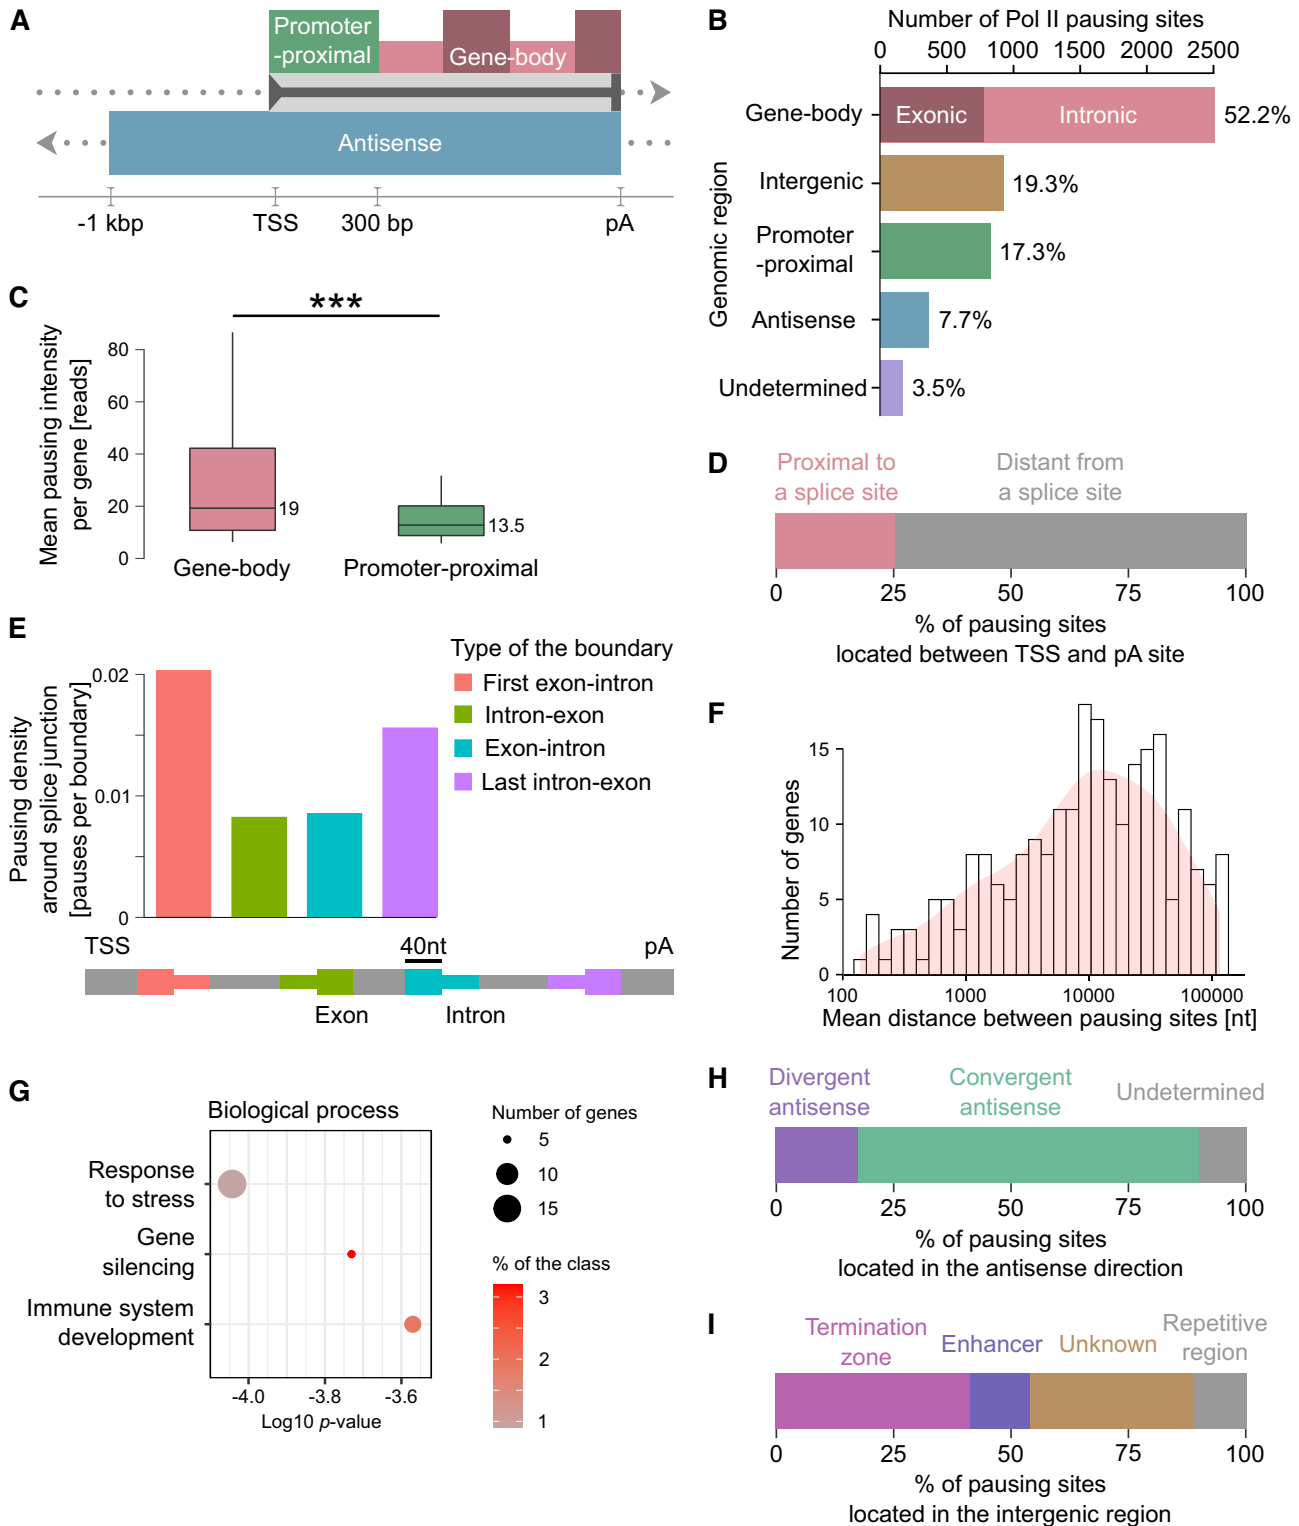 A
Promoter
-proximal
Gene-body
Antisense
-1 kbp
TSS
300 bp
pA
B
Number of Pol II pausing sites
0
500
1000
1500
2000
2500
Genomic region
Gene-body
Exonic
Intronic
52.2%
Intergenic
19.3%
Promoter
-proximal
17.3%
Antisense
7.7%
Undetermined
3.5%
C
***
Mean pausing intensity
per gene [reads]
80
60
40
20
0
19
13.5
Gene-body
Promoter-proximal
D
Proximal to
a splice site
Distant from
a splice site
0
25
50
75
100
% of pausing sites
located between TSS and pA site
E
Pausing density
around splice junction
[pauses per boundary]
0.02
0.01
0
Type of the boundary
First exon-intron
Intron-exon
Exon-intron
Last intron-exon
TSS
40nt
pA
Exon
Intron
F
Number of genes
15
10
5
0
100
1000
10000
100000
Mean distance between pausing sites [nt]
G
Biological process
Response
to stress
Gene
silencing
Immune system
development
-4.0
-3.8
-3.6
Log10 p-value
Number of genes
5
10
15
% of the class
3
2
1
H
Divergent
antisense
Convergent
antisense
Undetermined
0
25
50
75
100
% of pausing sites
located in the antisense direction
I
Termination
zone
Enhancer
Unknown
Repetitive
region
0
25
50
75
100
% of pausing sites
located in the intergenic region